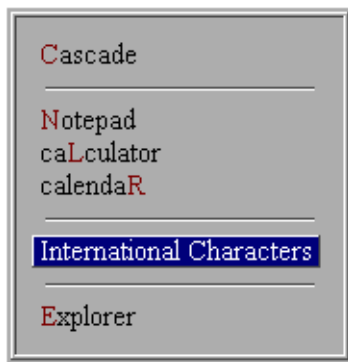 Cascade
Notepad
caLculator
calendaR
International Characters
Explorer